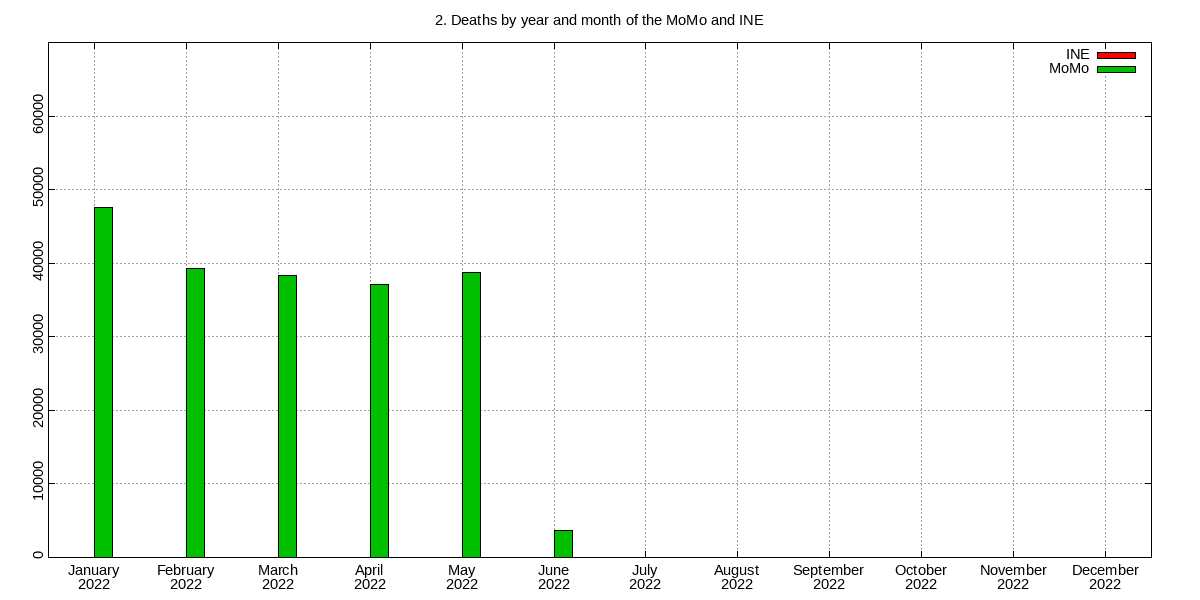 2. Deaths by year and month of the MoMo and INE
INE
MoMo
60000
50000
40000
30000
20000
10000
0
January February March April May June July August September October November December
2022 2022 2022 2022 2022 2022 2022 2022 2022 2022 2022 2022